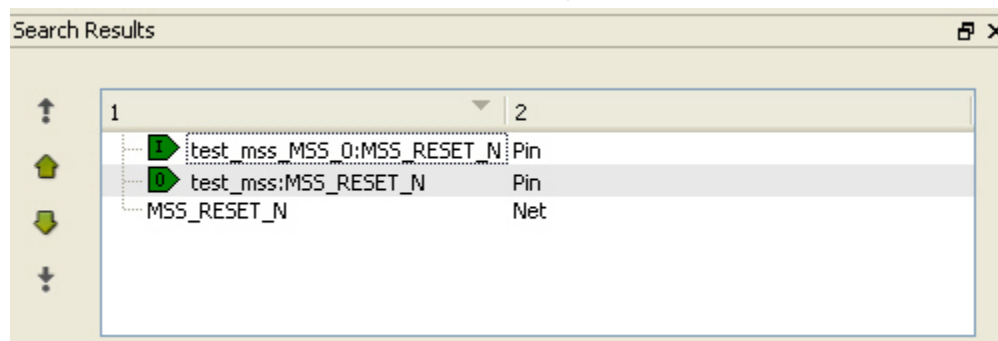 Search Results
1 2
I test_mss_MSS_0:MSS_RESET_N Pin
O test_mss:MSS_RESET_N Pin
MSS_RESET_N Net